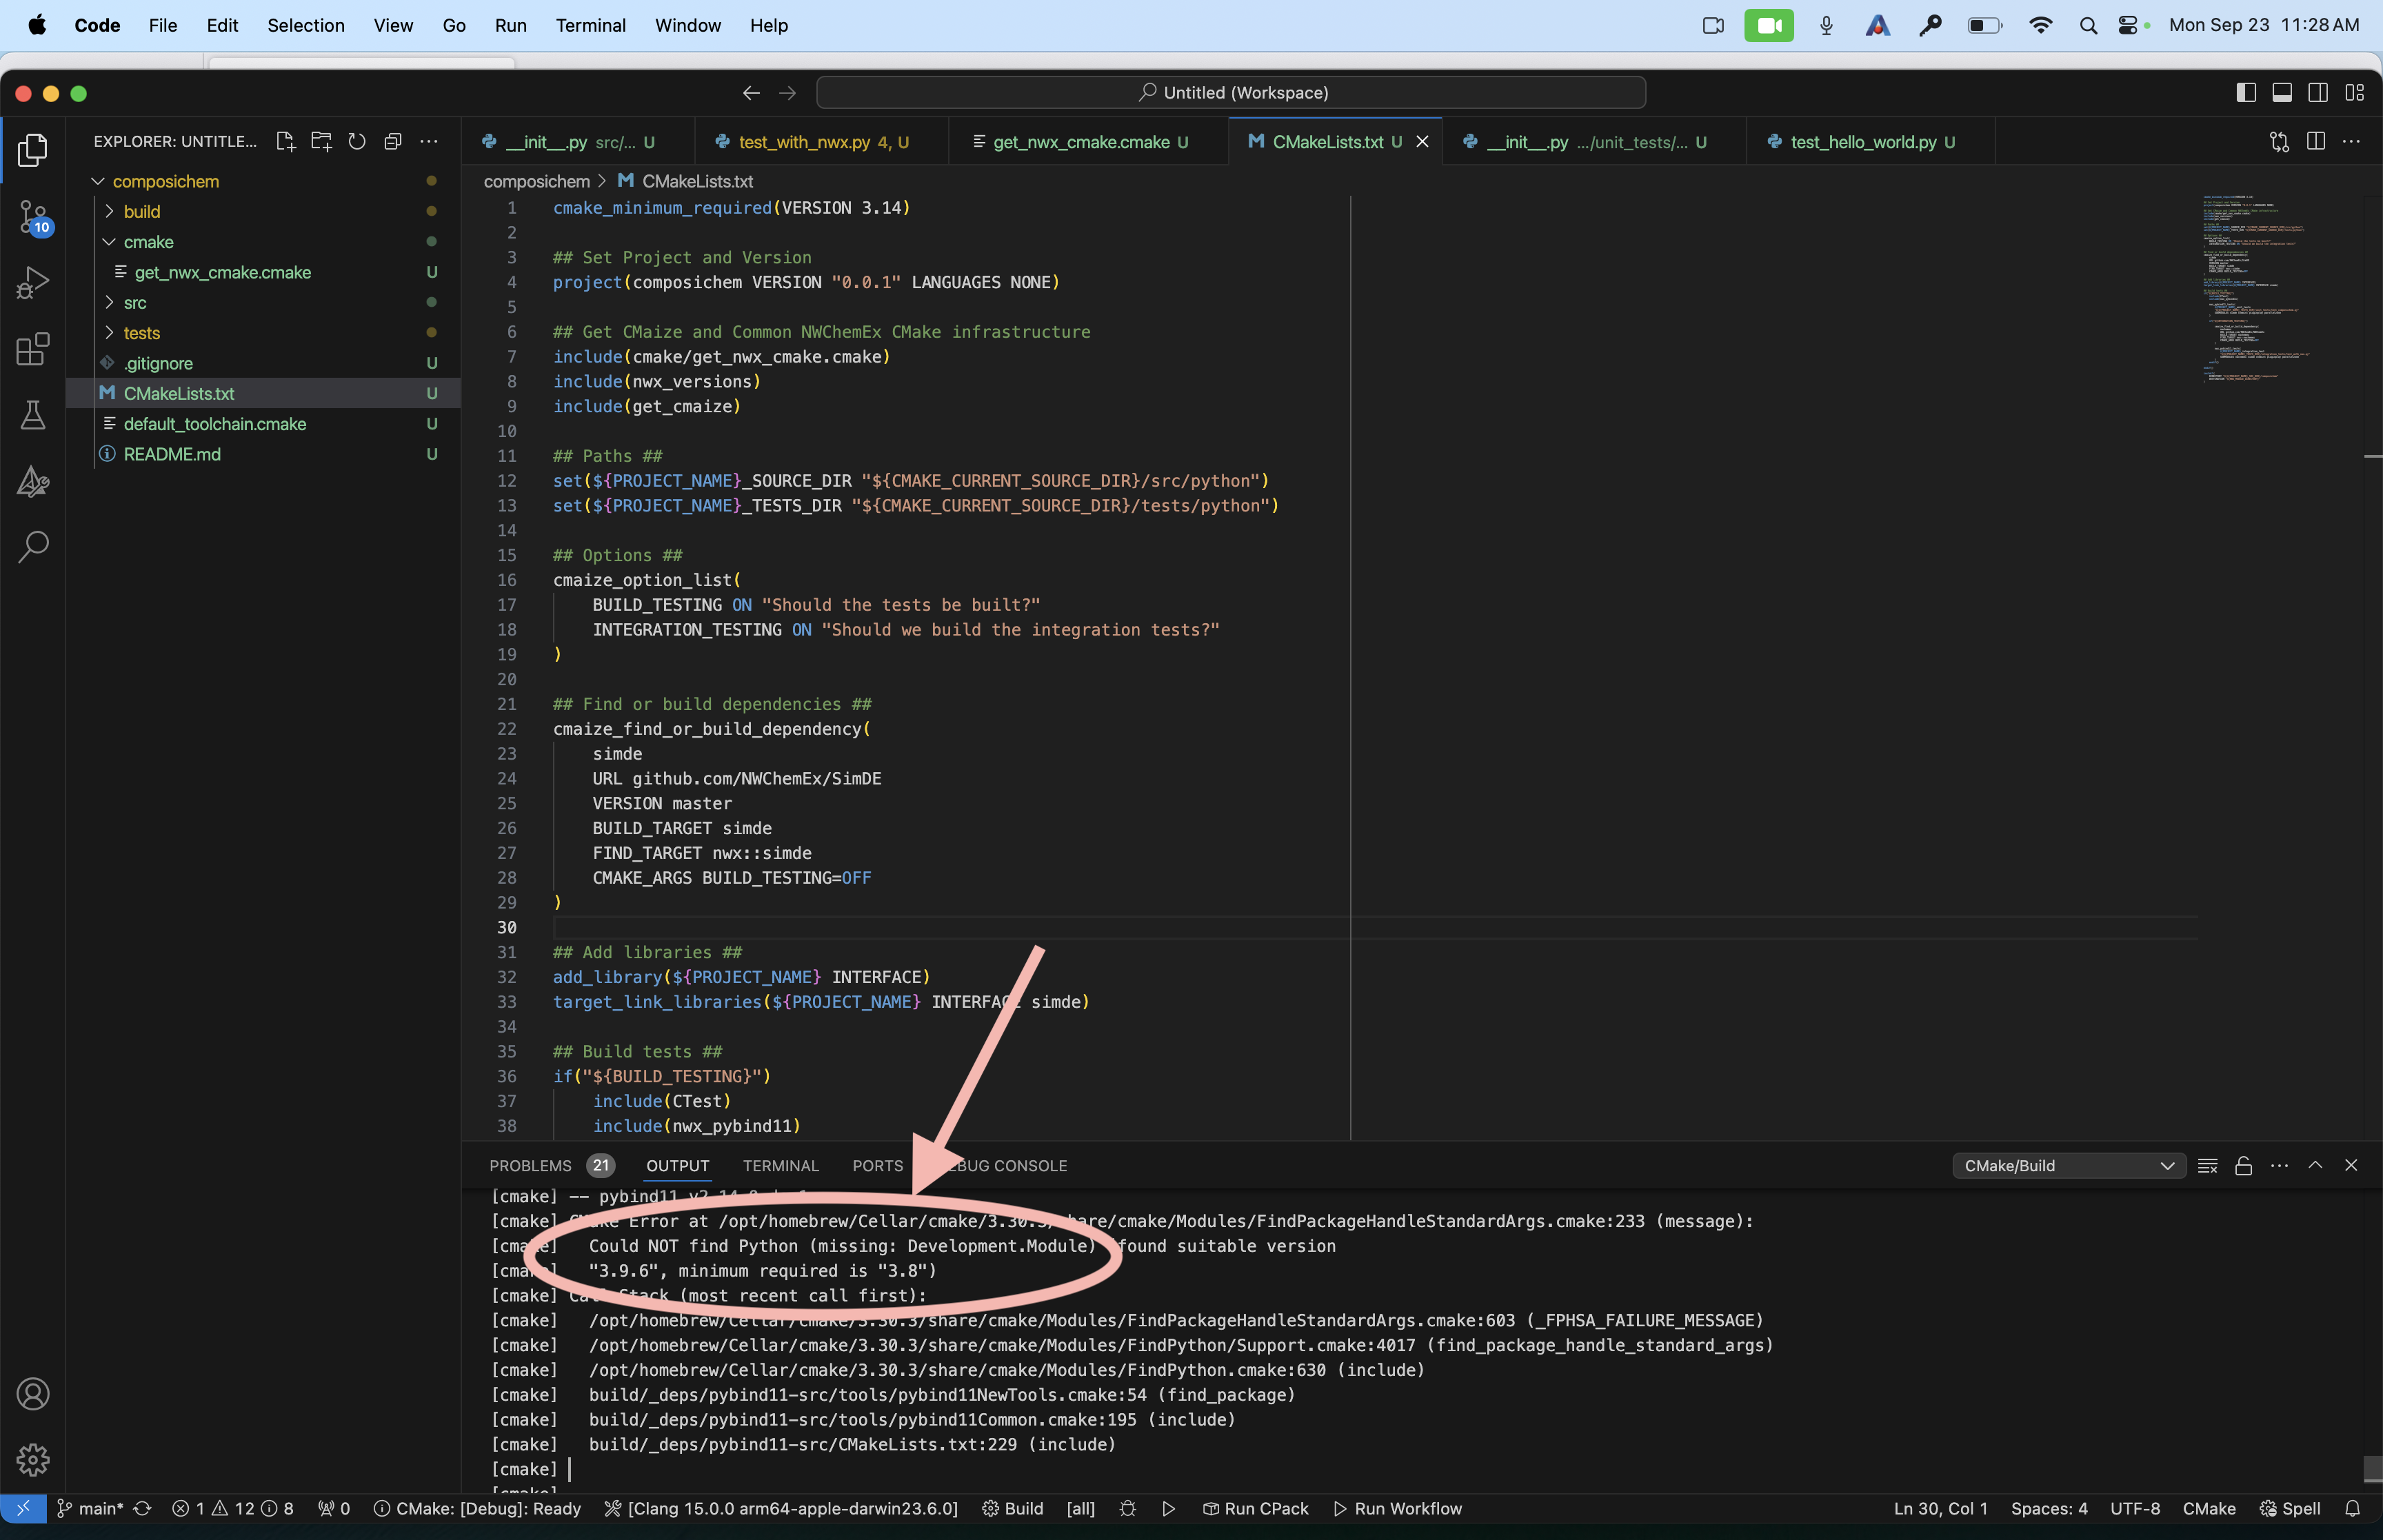 Code File Edit Selection View Go Run Terminal Window Help Mon Sep 23 11:28 AM
Untitled (Workspace)
EXPLORER: UNTITLE...
composichem
build
cmake
get_nwx_cmake.cmake U
src
tests
.gitignore U
CMakeLists.txt U
default_toolchain.cmake U
README.md U
10
__init__.py src/... U test_with_nwx.py 4, U get_nwx_cmake.cmake U CMakeLists.txt U __init__.py .../unit_tests/... U test_hello_world.py U
composichem > CMakeLists.txt
1 cmake_minimum_required(VERSION 3.14)
2
3 ## Set Project and Version
4 project(composichem VERSION "0.0.1" LANGUAGES NONE)
5
6 ## Get CMaize and Common NWChemEx CMake infrastructure
7 include(cmake/get_nwx_cmake.cmake)
8 include(nwx_versions)
9 include(get_cmaize)
10
11 ## Paths ##
12 set(${PROJECT_NAME}_SOURCE_DIR "${CMAKE_CURRENT_SOURCE_DIR}/src/python")
13 set(${PROJECT_NAME}_TESTS_DIR "${CMAKE_CURRENT_SOURCE_DIR}/tests/python")
14
15 ## Options ##
16 cmaize_option_list(
17 BUILD_TESTING ON "Should the tests be built?"
18 INTEGRATION_TESTING ON "Should we build the integration tests?"
19 )
20
21 ## Find or build dependencies ##
22 cmaize_find_or_build_dependency(
23 simde
24 URL github.com/NWChemEx/SimDE
25 VERSION master
26 BUILD_TARGET simde
27 FIND_TARGET nwx::simde
28 CMAKE_ARGS BUILD_TESTING=OFF
29 )
30
31 ## Add libraries ##
32 add_library(${PROJECT_NAME} INTERFACE)
33 target_link_libraries(${PROJECT_NAME} INTERFACE simde)
34
35 ## Build tests ##
36 if("${BUILD_TESTING}")
37 include(CTest)
38 include(nwx_pybind11)
PROBLEMS 21 OUTPUT TERMINAL PORTS DEBUG CONSOLE CMake/Build
[cmake] -- pybind11
[cmake] CMake Error at /opt/homebrew/Cellar/cmake/3.30.3/share/cmake/Modules/FindPackageHandleStandardArgs.cmake:233 (message):
[cmake] Could NOT find Python (missing: Development.Module) (found suitable version
[cmake] "3.9.6", minimum required is "3.8")
[cmake] Call Stack (most recent call first):
[cmake] /opt/homebrew/Cellar/cmake/3.30.3/share/cmake/Modules/FindPackageHandleStandardArgs.cmake:603 (_FPHSA_FAILURE_MESSAGE)
[cmake] /opt/homebrew/Cellar/cmake/3.30.3/share/cmake/Modules/FindPython/Support.cmake:4017 (find_package_handle_standard_args)
[cmake] /opt/homebrew/Cellar/cmake/3.30.3/share/cmake/Modules/FindPython.cmake:630 (include)
[cmake] build/_deps/pybind11-src/tools/pybind11NewTools.cmake:54 (find_package)
[cmake] build/_deps/pybind11-src/tools/pybind11Common.cmake:195 (include)
[cmake] build/_deps/pybind11-src/CMakeLists.txt:229 (include)
[cmake]
main* 1 12 8 0 CMake: [Debug]: Ready [Clang 15.0.0 arm64-apple-darwin23.6.0] Build [all] Run CPack Run Workflow Ln 30, Col 1 Spaces: 4 UTF-8 CMake Spell